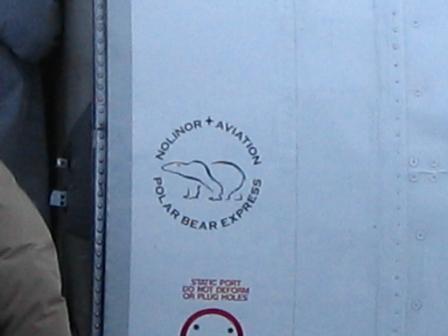 NOLINOR + AVIATION
POLAR BEAR EXPRESS
STATIC PORT
DO NOT DEFORM
OR PLUG HOLES